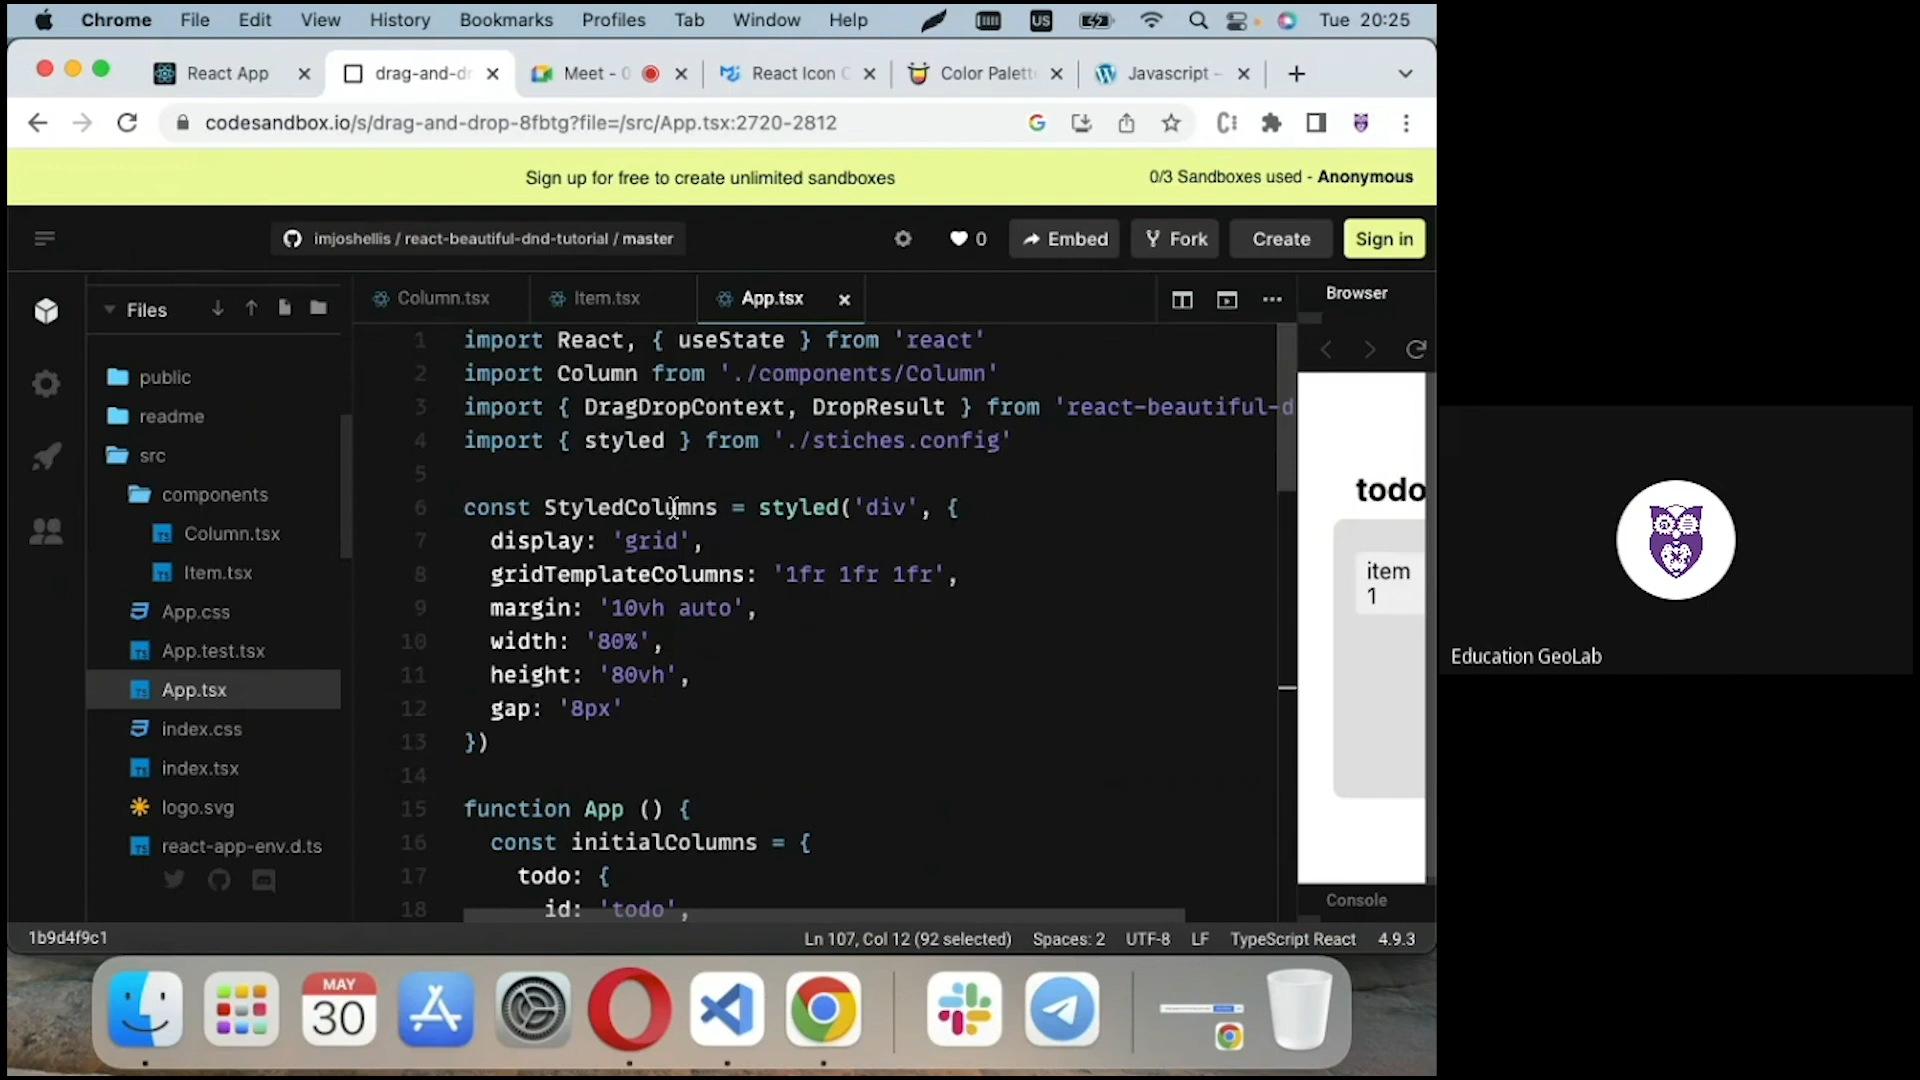 Chrome File Edit View History Bookmarks Profiles Tab Window Help US Tue 20:25
React App drag-and-dr Meet - React Icon Color Palett Javascript -
codesandbox.io/s/drag-and-drop-8fbtg?file=/src/App.tsx:2720-2812
Sign up for free to create unlimited sandboxes 0/3 Sandboxes used - Anonymous
imjoshellis / react-beautiful-dnd-tutorial / master 0 Embed Fork Create Sign in
Files
public
readme
src
components
Column.tsx
Item.tsx
App.css
App.test.tsx
App.tsx
index.css
index.tsx
logo.svg
react-app-env.d.ts
Column.tsx Item.tsx App.tsx
1 import React, { useState } from 'react'
2 import Column from './components/Column'
3 import { DragDropContext, DropResult } from 'react-beautiful-d
4 import { styled } from './stiches.config'
5
6 const StyledColumns = styled('div', {
7 display: 'grid',
8 gridTemplateColumns: '1fr 1fr 1fr',
9 margin: '10vh auto',
10 width: '80%',
11 height: '80vh',
12 gap: '8px'
13 })
14
15 function App () {
16 const initialColumns = {
17 todo: {
18 id: 'todo',
Browser
todo
item
1
Console
1b9d4f9c1 Ln 107, Col 12 (92 selected) Spaces: 2 UTF-8 LF TypeScript React 4.9.3
MAY
30
Education GeoLab